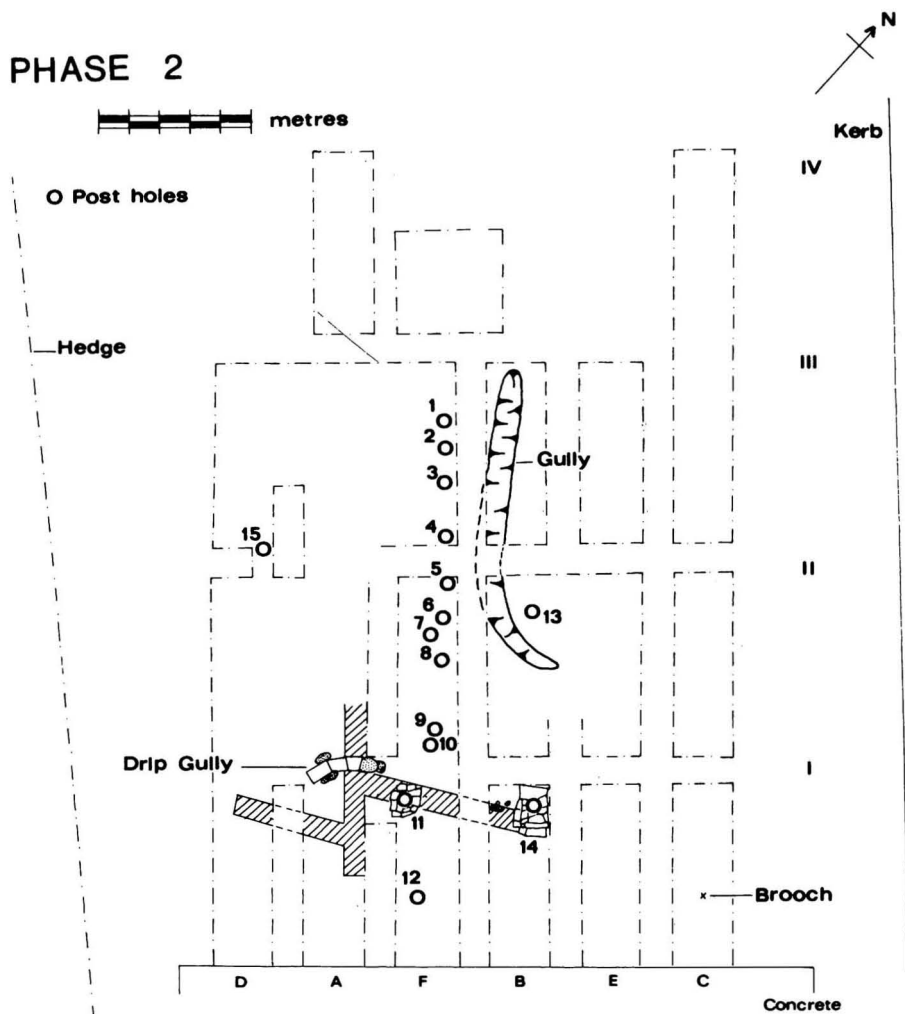 N
PHASE 2
metres
Kerb
IV
Post holes
Hedge
III
1
2
Gully
3
4
15
II
5
6
13
7
8
9
10
Drip Gully
I
11
14
12
x
Brooch
D A F B E C
Concrete